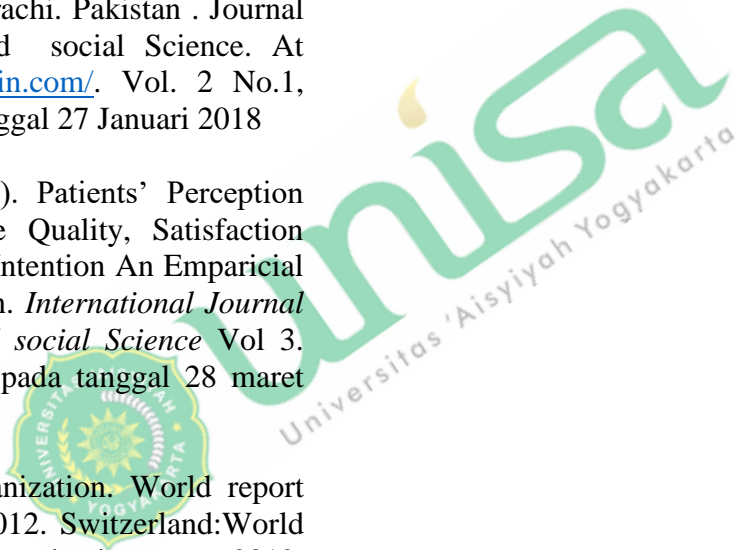 rachi. Pakistan . Journal
d social Science. At
in.com/. Vol. 2 No.1,
ggal 27 Januari 2018
). Patients’ Perception
e Quality, Satisfaction
Intention An Emparicial
n. International Journal
social Science Vol 3.
pada tanggal 28 maret
anization. World report
012. Switzerland:World
unisa
Universitas 'Aisyiyah Yogyakarta
YOGYAKARTA